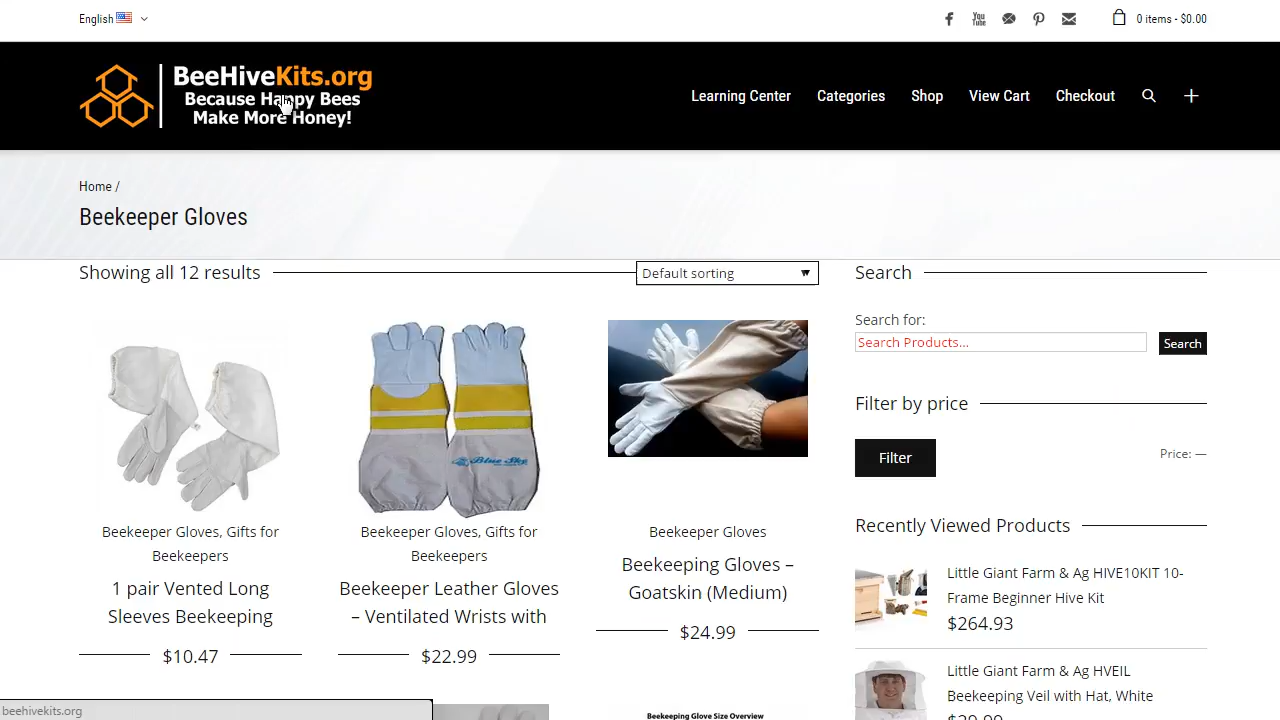 English
0 items - $0.00
BeeHiveKits.org
Because Happy Bees
Make More Honey!
Learning Center
Categories
Shop
View Cart
Checkout
Home /
Beekeeper Gloves
Showing all 12 results
Default sorting
Beekeeper Gloves, Gifts for
Beekeepers
1 pair Vented Long
Sleeves Beekeeping
$10.47
Blue Sky
Beekeeper Gloves, Gifts for
Beekeepers
Beekeeper Leather Gloves
– Ventilated Wrists with
$22.99
Beekeeper Gloves
Beekeeping Gloves –
Goatskin (Medium)
$24.99
Beekeeping Glove Size Overview
Search
Search for:
Search Products...
Search
Filter by price
Filter
Price: —
Recently Viewed Products
Little Giant Farm & Ag HIVE10KIT 10-
Frame Beginner Hive Kit
$264.93
Little Giant Farm & Ag HVEIL
Beekeeping Veil with Hat, White
beehivekits.org